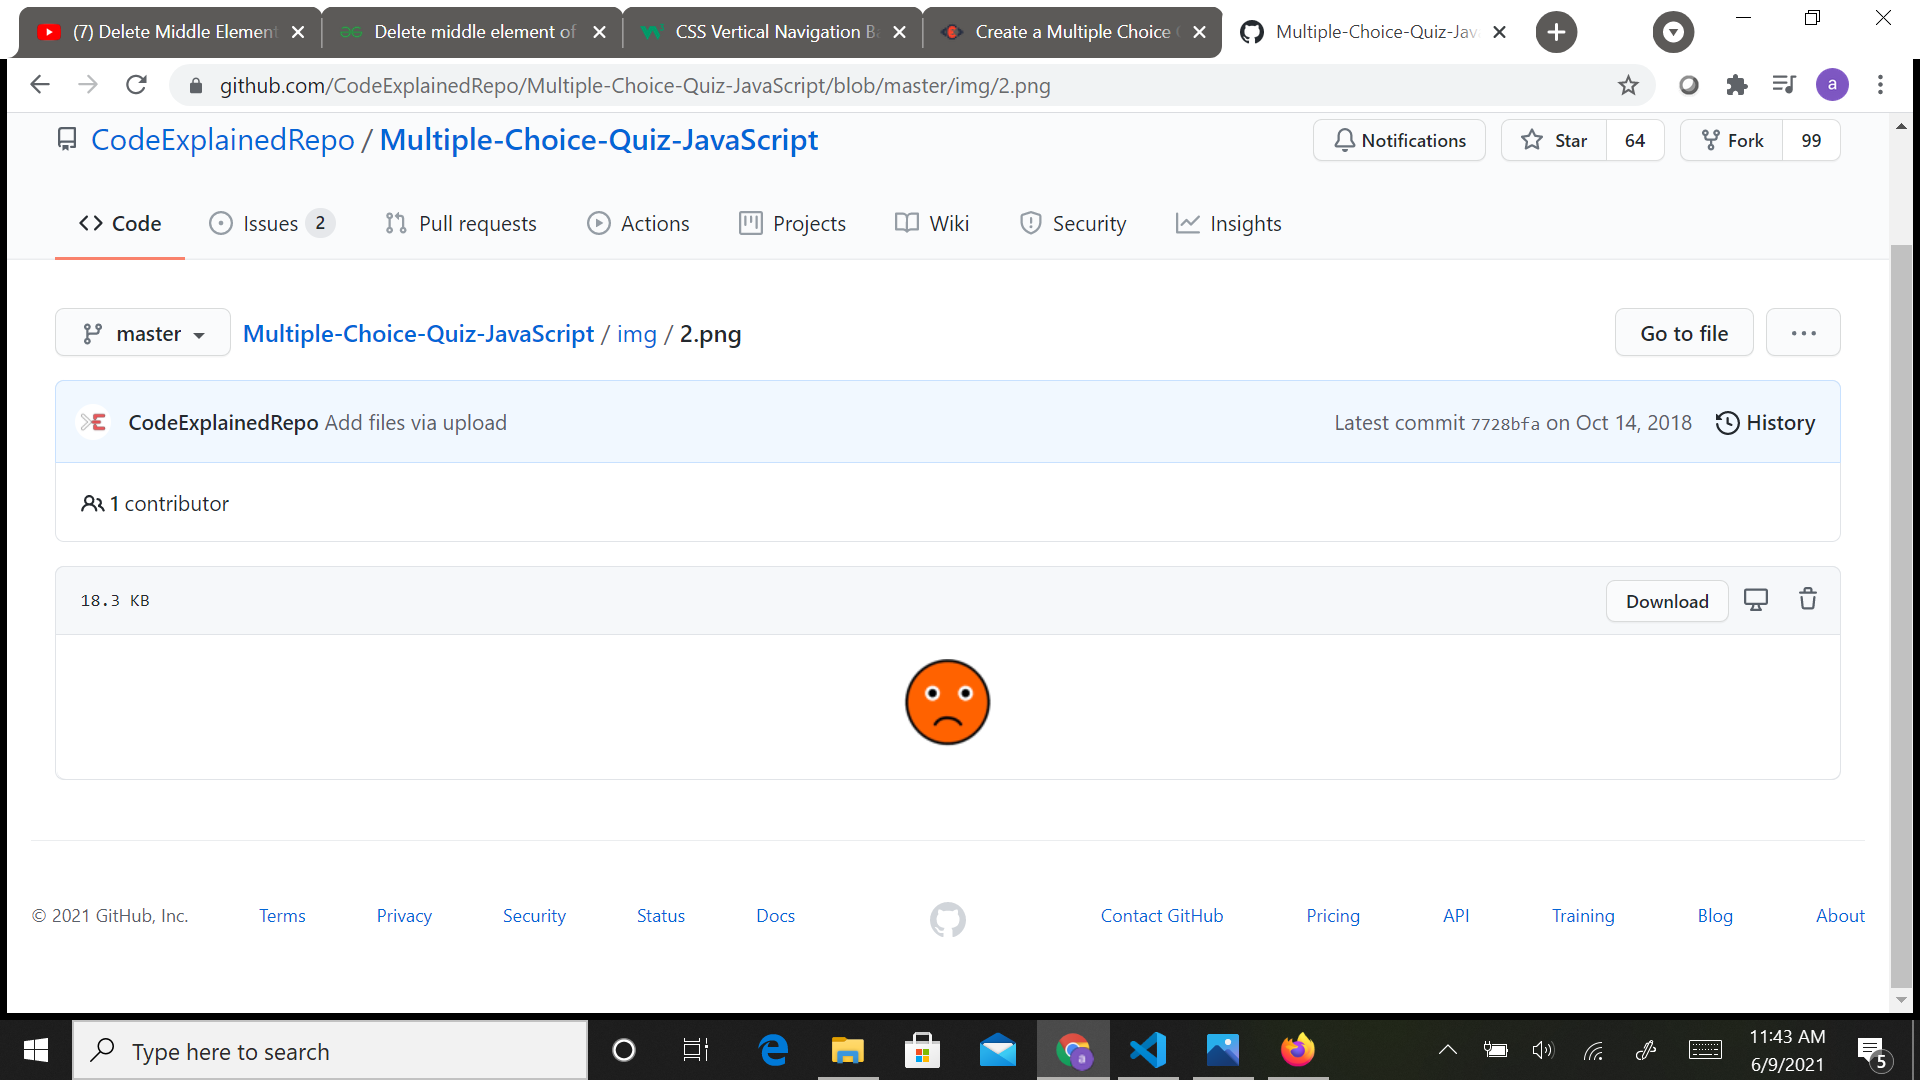 (7) Delete Middle Element
Delete middle element of
CSS Vertical Navigation B
Create a Multiple Choice
Multiple-Choice-Quiz-Jav
github.com/CodeExplainedRepo/Multiple-Choice-Quiz-JavaScript/blob/master/img/2.png
a
CodeExplainedRepo / Multiple-Choice-Quiz-JavaScript
Notifications
Star 64
Fork 99
Code
Issues 2
Pull requests
Actions
Projects
Wiki
Security
Insights
master
Multiple-Choice-Quiz-JavaScript / img / 2.png
Go to file
CodeExplainedRepo Add files via upload
Latest commit 7728bfa on Oct 14, 2018
History
1 contributor
18.3 KB
Download
© 2021 GitHub, Inc.
Terms
Privacy
Security
Status
Docs
Contact GitHub
Pricing
API
Training
Blog
About
Type here to search
a
11:43 AM
6/9/2021
5